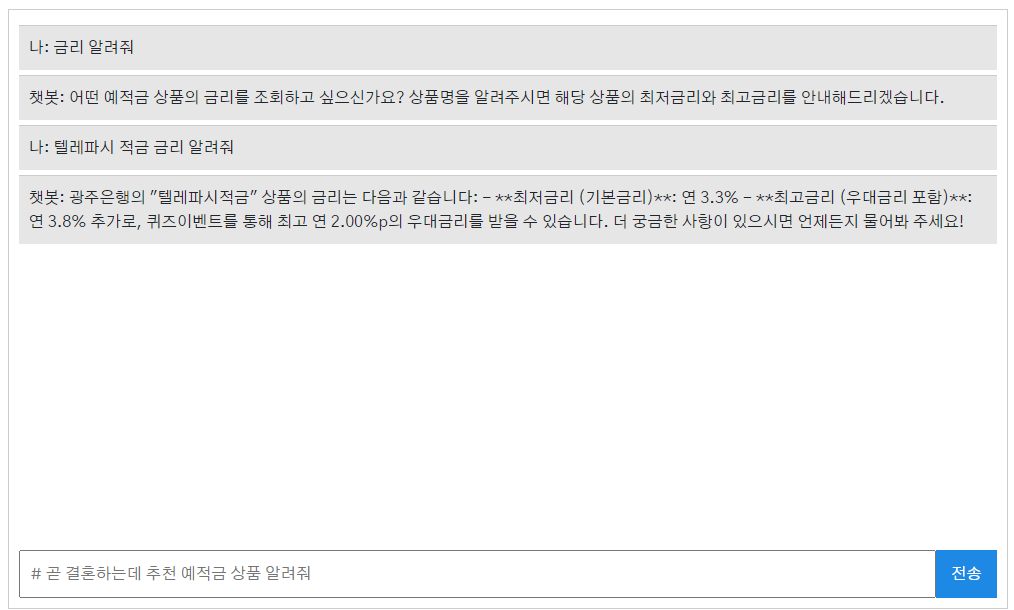 나: 금리 알려줘
챗봇: 어떤 예적금 상품의 금리를 조회하고 싶으신가요? 상품명을 알려주시면 해당 상품의 최저금리와 최고금리를 안내해드리겠습니다.
나: 텔레파시 적금 금리 알려줘
챗봇: 광주은행의 "텔레파시적금" 상품의 금리는 다음과 같습니다: - **최저금리 (기본금리)**: 연 3.3% - **최고금리 (우대금리 포함)**:
연 3.8% 추가로, 퀴즈이벤트를 통해 최고 연 2.00%p의 우대금리를 받을 수 있습니다. 더 궁금한 사항이 있으시면 언제든지 물어봐 주세요!
# 곧 결혼하는데 추천 예적금 상품 알려줘
전송